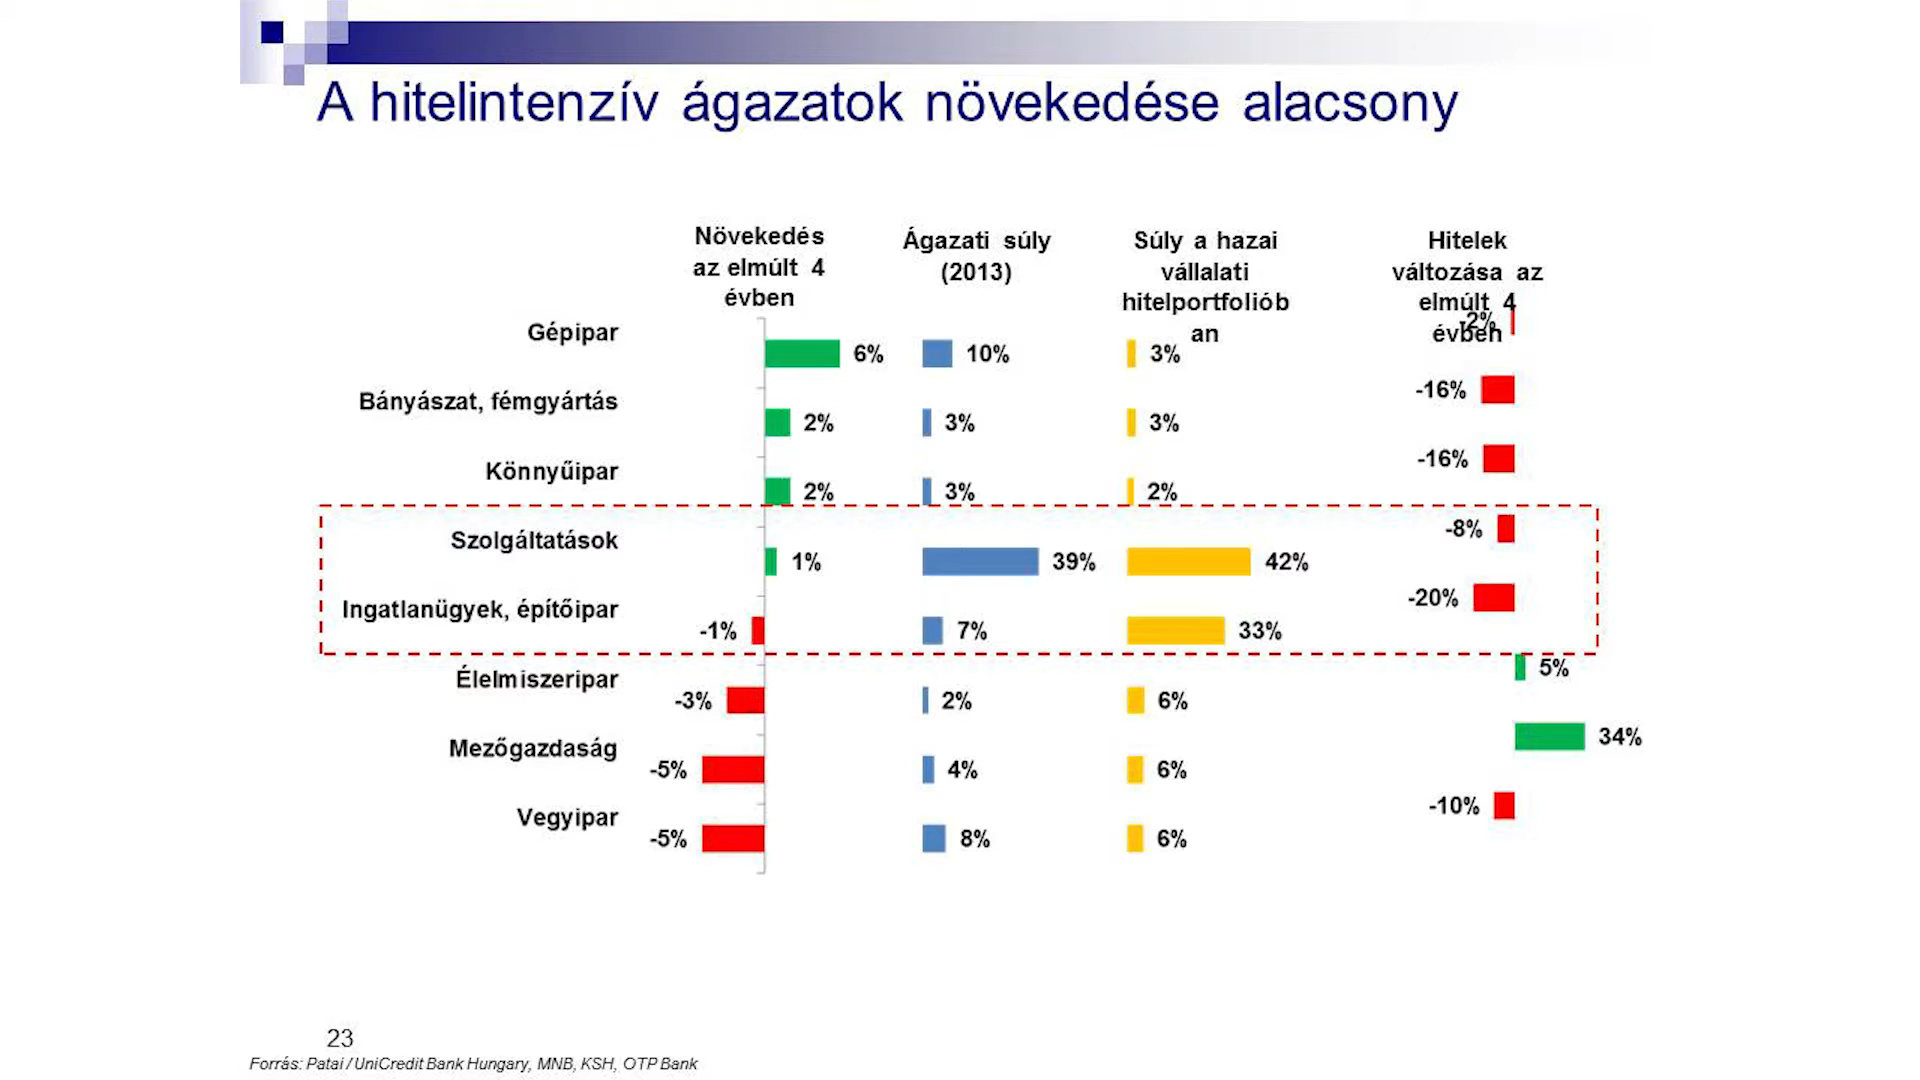 A hitelintenzív ágazatok növekedése alacsony
Növekedés
az elmúlt 4
évben
Ágazati súly
(2013)
Súly a hazai
vállalati
hitelportfoliób
an
Hitelek
változása az
elmúlt 4
évben
Gépipar
6%
10%
3%
-2%
Bányászat, fémgyártás
2%
3%
3%
-16%
Könnyűipar
2%
3%
2%
-16%
Szolgáltatások
1%
39%
42%
-8%
Ingatlanügyek, építőipar
-1%
7%
33%
-20%
Élelmiszeripar
-3%
2%
6%
5%
Mezőgazdaság
-5%
4%
6%
34%
Vegyipar
-5%
8%
6%
-10%
23
Forrás: Patai / UniCredit Bank Hungary, MNB, KSH, OTP Bank